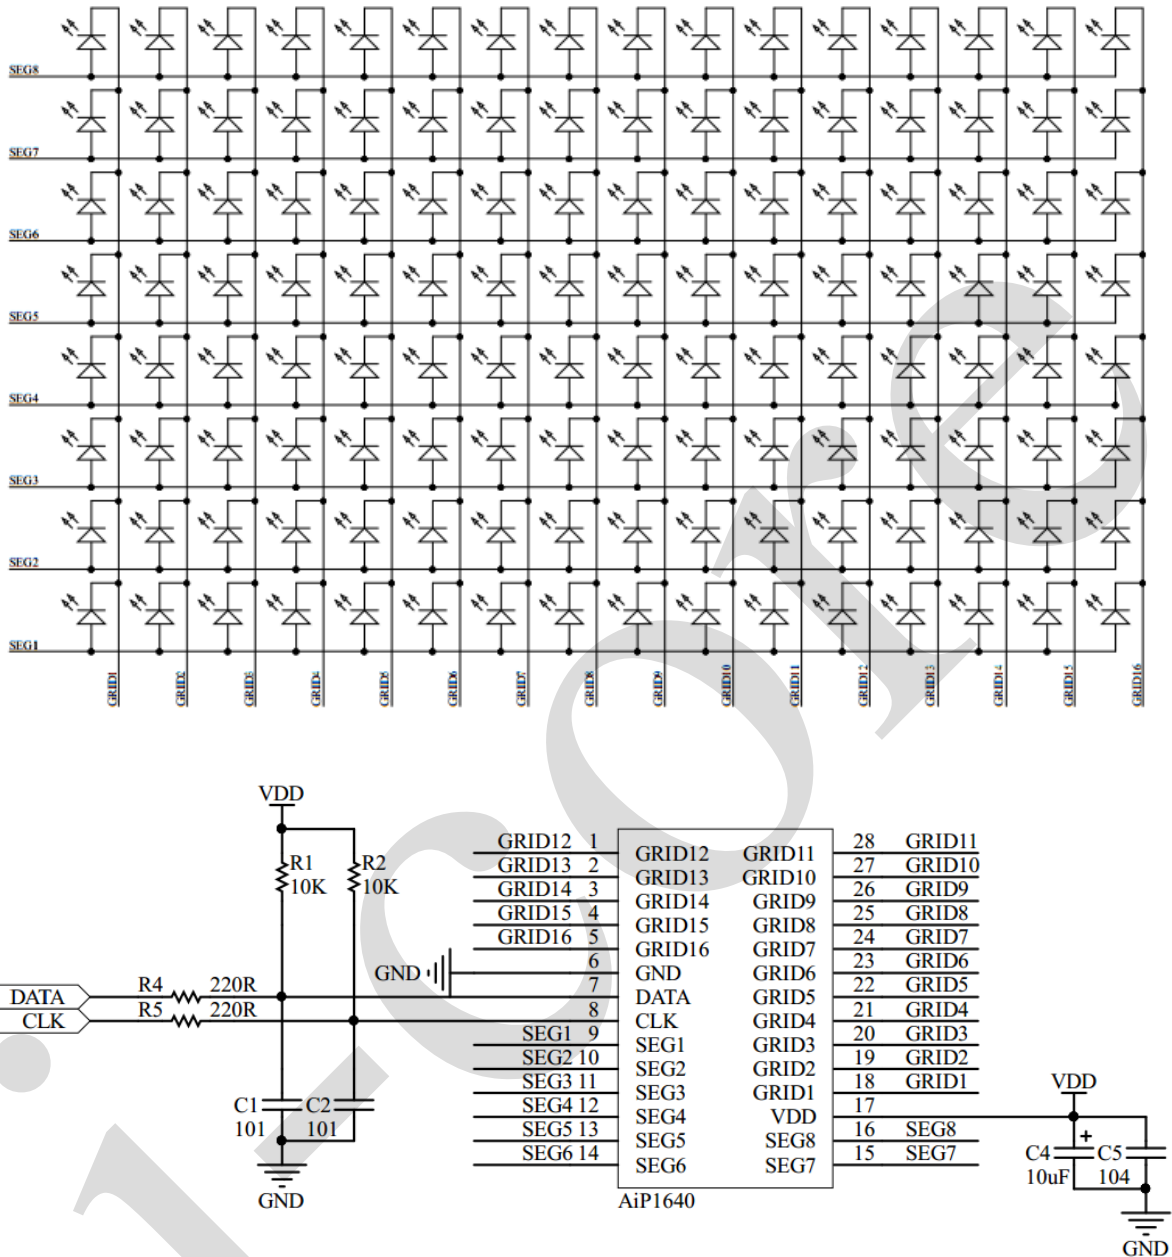 SEG8
SEG7
SEG6
SEG5
SEG4
SEG3
SEG2
SEG1
GRID1 GRID2 GRID3 GRID4 GRID5 GRID6 GRID7 GRID8 GRID9 GRID10 GRID11 GRID12 GRID13 GRID14 GRID15 GRID16
VDD
R1 10K
R2 10K
DATA R4 220R
CLK R5 220R
C1 101
C2 101
GND
GND
GRID12 1 GRID12 GRID11 28 GRID11
GRID13 2 GRID13 GRID10 27 GRID10
GRID14 3 GRID14 GRID9 26 GRID9
GRID15 4 GRID15 GRID8 25 GRID8
GRID16 5 GRID16 GRID7 24 GRID7
6 GND GRID6 23 GRID6
7 DATA GRID5 22 GRID5
8 CLK GRID4 21 GRID4
SEG1 9 SEG1 GRID3 20 GRID3
SEG2 10 SEG2 GRID2 19 GRID2
SEG3 11 SEG3 GRID1 18 GRID1
SEG4 12 SEG4 VDD 17
SEG5 13 SEG5 SEG8 16 SEG8
SEG6 14 SEG6 SEG7 15 SEG7
AiP1640
VDD
+
C4 10uF
C5 104
GND
i-core